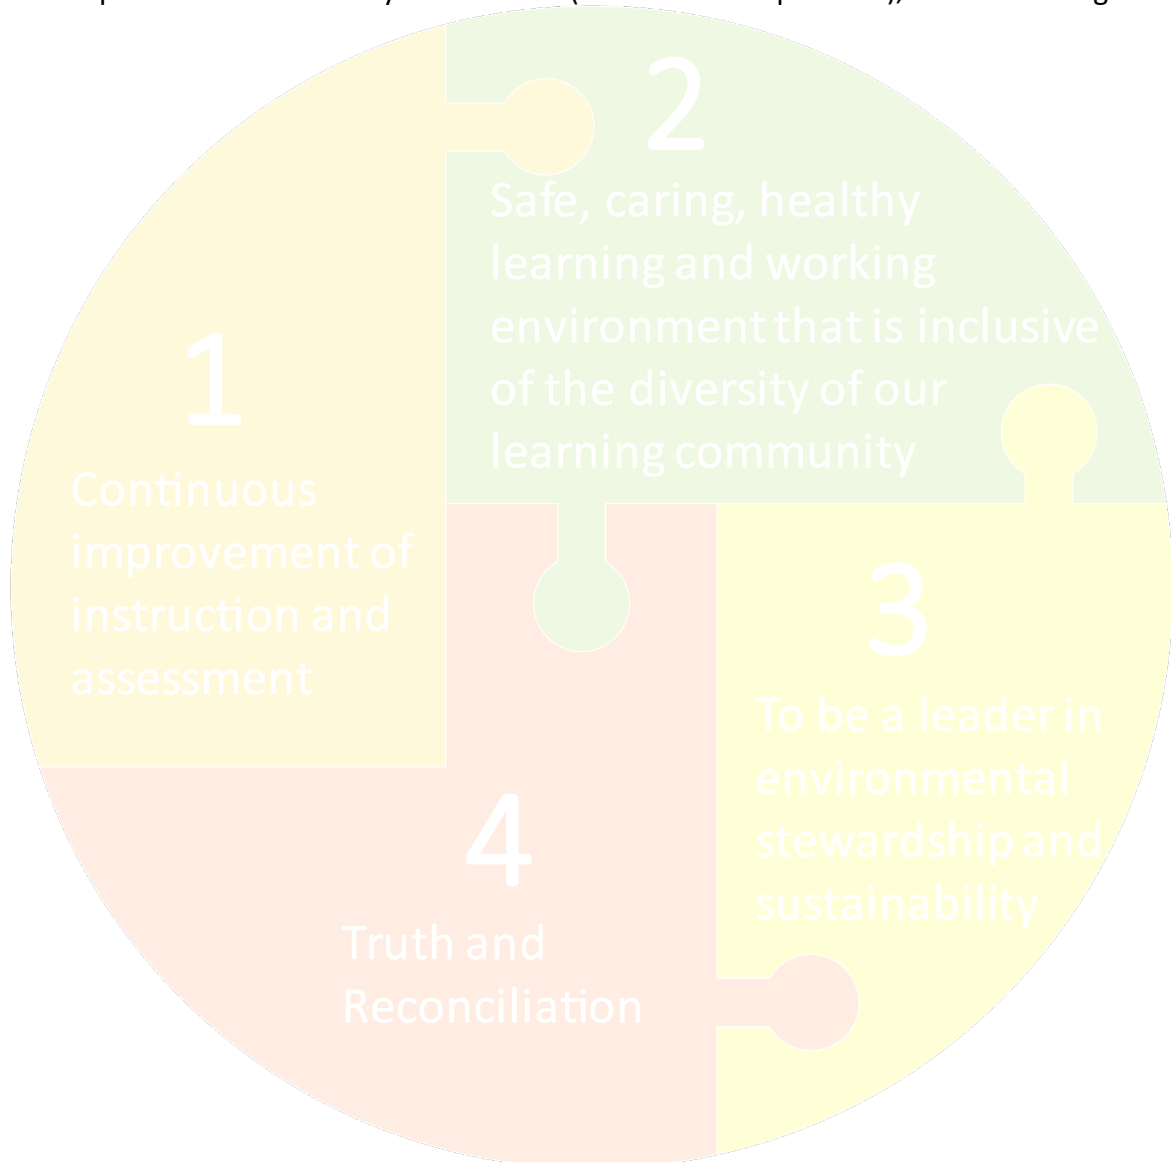 1
Continuous
improvement of
instruction and
assessment
2
Safe, caring, healthy
learning and working
environment that is inclusive
of the diversity of our
learning community
3
To be a leader in
environmental
stewardship and
sustainability
4
Truth and
Reconciliation